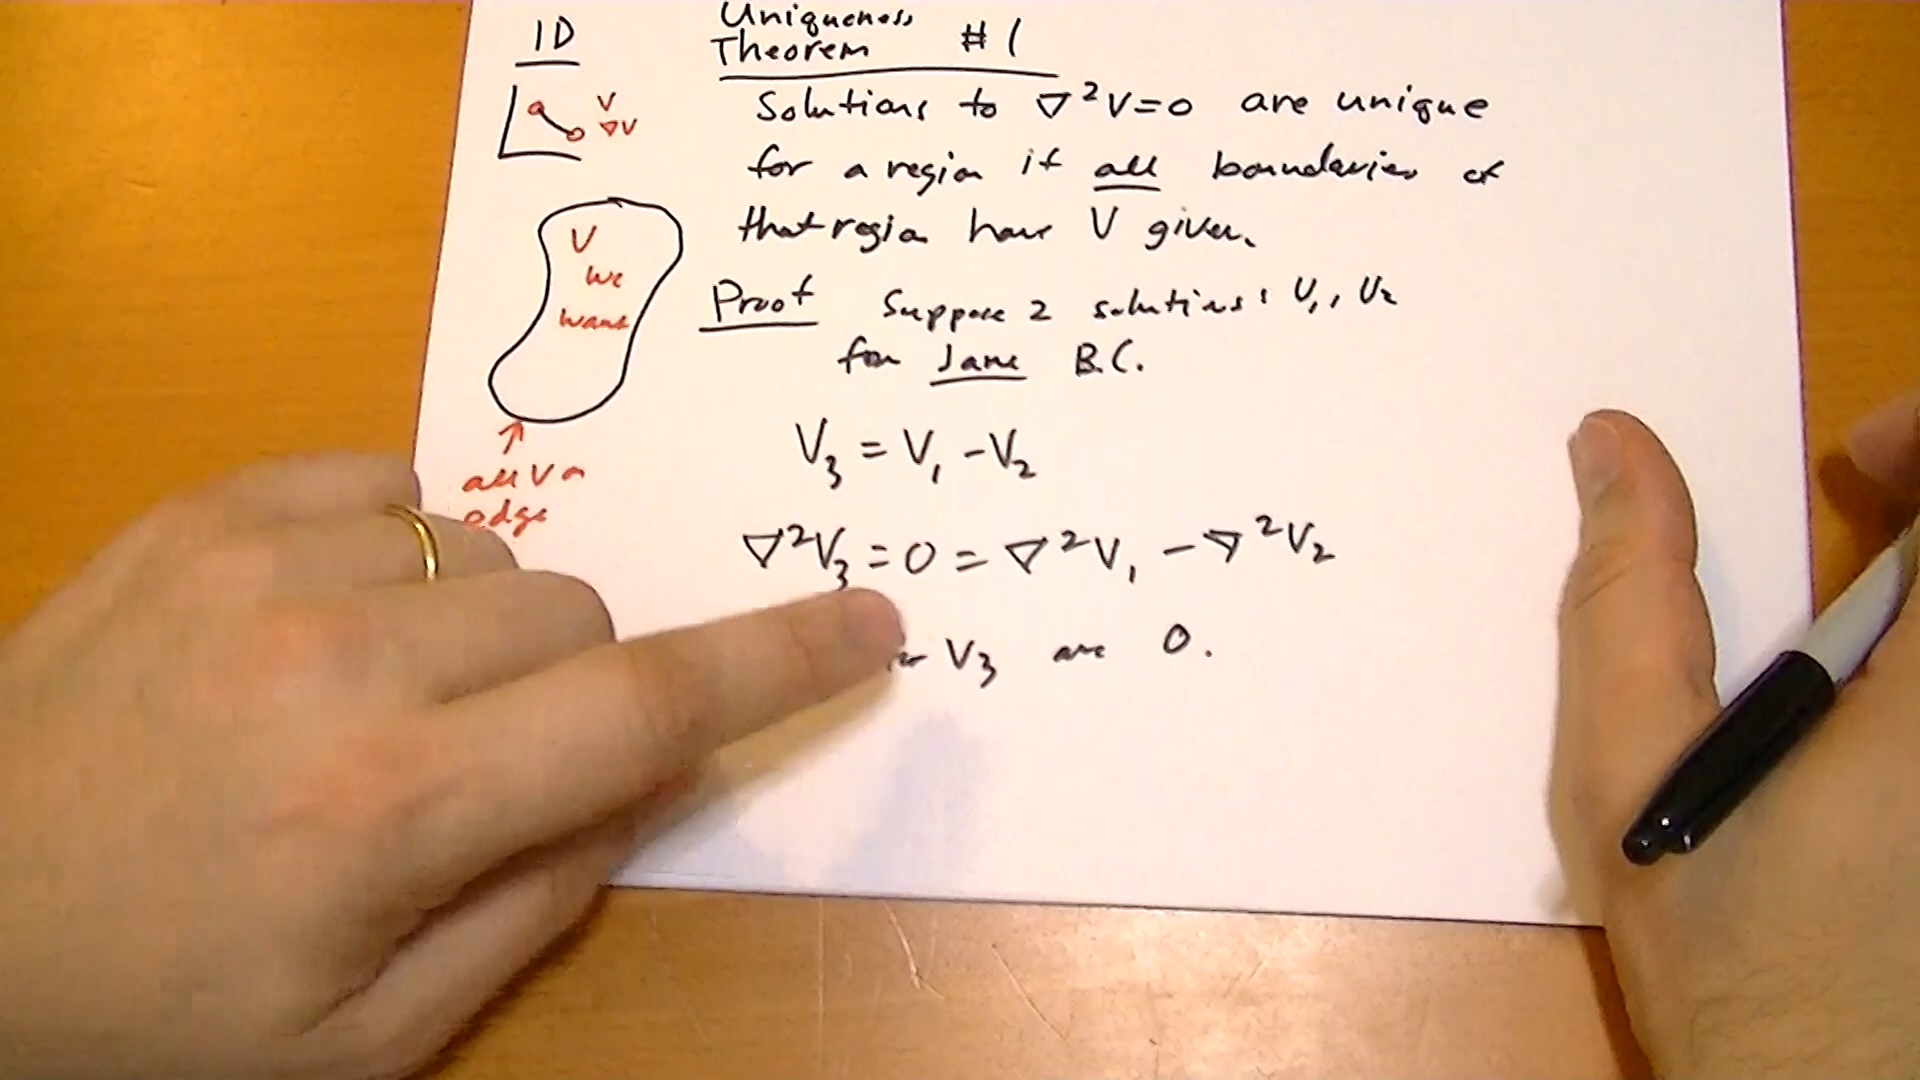 1D
V
∇V
V
we
want
all V on
edge
Uniqueness
Theorem #1
Solutions to ∇²V=0 are unique
for a region if all boundaries of
that region have V given.
Proof Suppose 2 solutions: V₁, V₂
for same B.C.
V₃ = V₁ - V₂
∇²V₃ = 0 = ∇²V₁ - ∇²V₂
V₃ are 0.